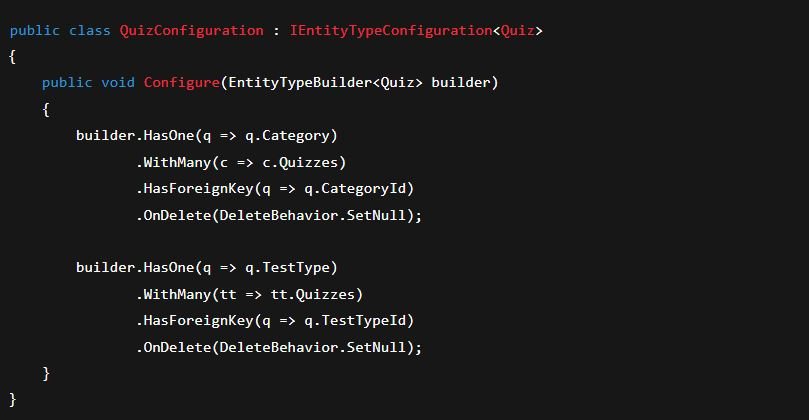 public class QuizConfiguration : IEntityTypeConfiguration<Quiz>
{
    public void Configure(EntityTypeBuilder<Quiz> builder)
    {
        builder.HasOne(q => q.Category)
               .WithMany(c => c.Quizzes)
               .HasForeignKey(q => q.CategoryId)
               .OnDelete(DeleteBehavior.SetNull);

        builder.HasOne(q => q.TestType)
               .WithMany(tt => tt.Quizzes)
               .HasForeignKey(q => q.TestTypeId)
               .OnDelete(DeleteBehavior.SetNull);
    }
}